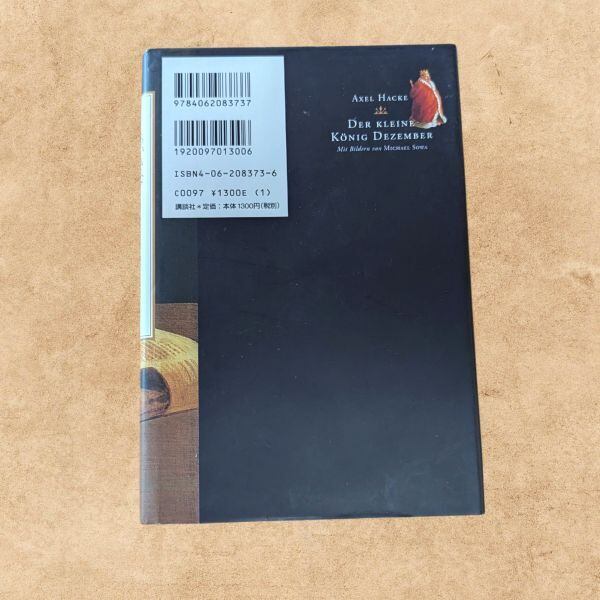 9784062083737
1920097013006
ISBN4-06-208373-6
C0097 ¥1300E (1)
講談社＊定価：本体1300円(税別)
AXEL HACKE
DER KLEINE
KÖNIG DEZEMBER
Mit Bildern von MICHAEL SOWA